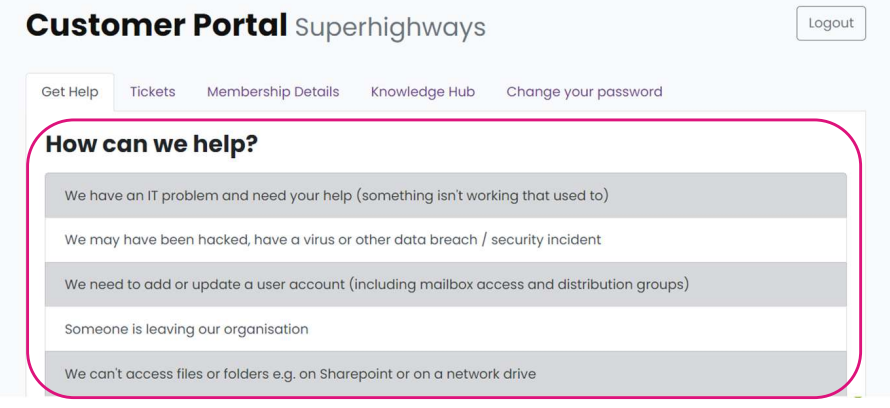 Customer Portal Superhighways
Logout
Get Help Tickets Membership Details Knowledge Hub Change your password
How can we help?
We have an IT problem and need your help (something isn't working that used to)
We may have been hacked, have a virus or other data breach / security incident
We need to add or update a user account (including mailbox access and distribution groups)
Someone is leaving our organisation
We can't access files or folders e.g. on Sharepoint or on a network drive